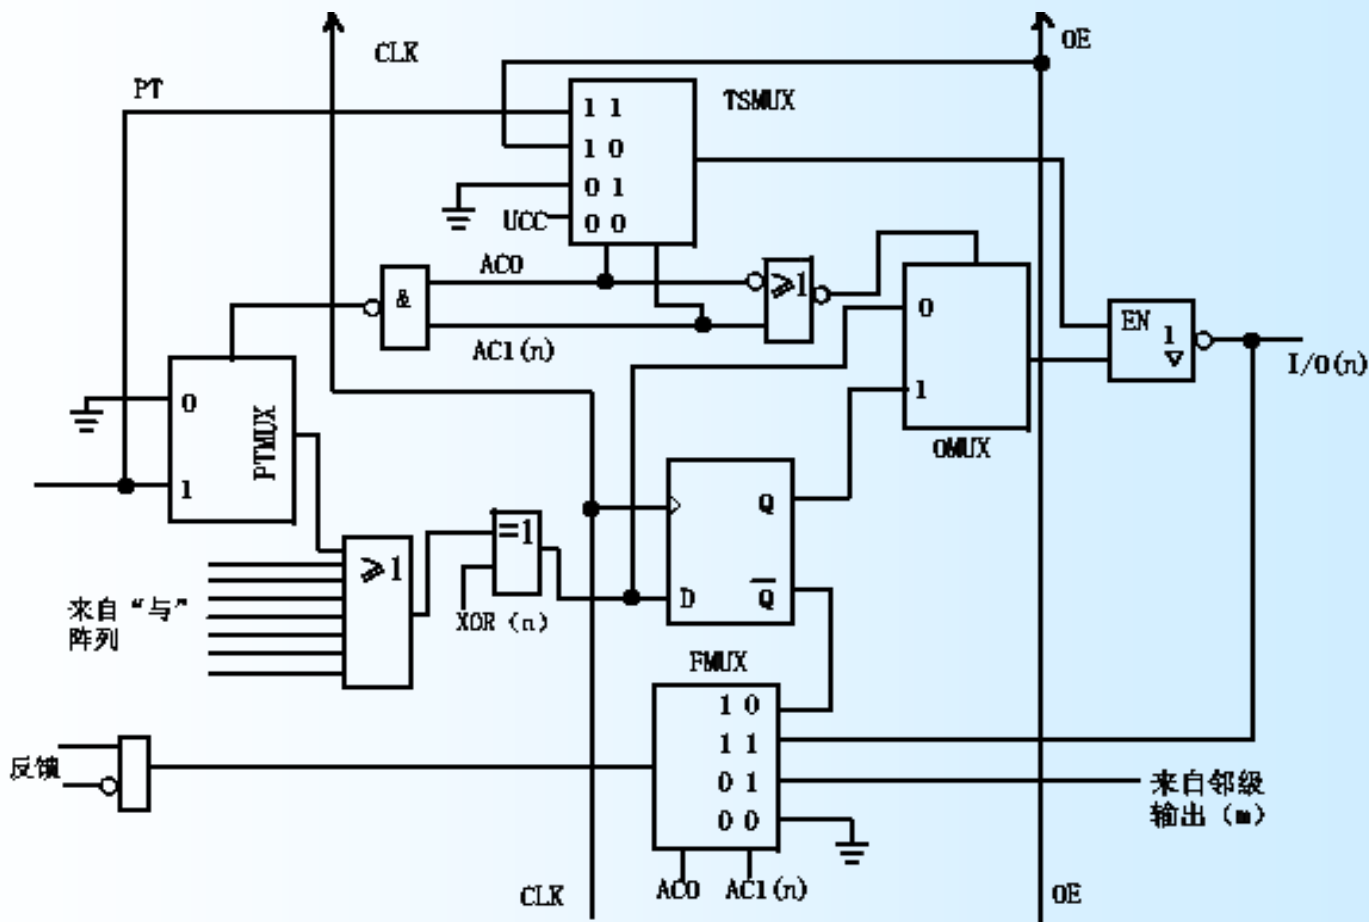 CLK
OE
PT
TSMUX
1 1
1 0
0 1
UCC
0 0
AC0
&
≥1
AC1(n)
0
EN 1
▽
I/O(n)
1
OMUX
0
PTMUX
1
Q
=1
≥1
D
Q̅
XOR (n)
来自“与”
阵列
FMUX
1 0
1 1
0 1
0 0
反馈
来自邻级
输出 (m)
AC0
AC1(n)
CLK
OE